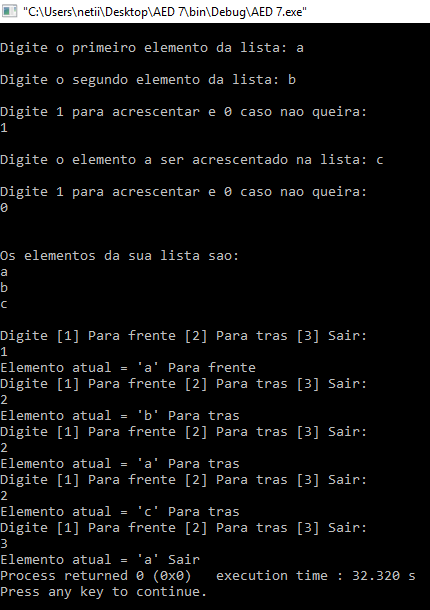 "C:\Users\netii\Desktop\AED 7\bin\Debug\AED 7.exe"
Digite o primeiro elemento da lista: a
Digite o segundo elemento da lista: b
Digite 1 para acrescentar e 0 caso nao queira:
1
Digite o elemento a ser acrescentado na lista: c
Digite 1 para acrescentar e 0 caso nao queira:
0
Os elementos da sua lista sao:
a
b
c
Digite [1] Para frente [2] Para tras [3] Sair:
1
Elemento atual = 'a' Para frente
Digite [1] Para frente [2] Para tras [3] Sair:
2
Elemento atual = 'b' Para tras
Digite [1] Para frente [2] Para tras [3] Sair:
2
Elemento atual = 'a' Para tras
Digite [1] Para frente [2] Para tras [3] Sair:
2
Elemento atual = 'c' Para tras
Digite [1] Para frente [2] Para tras [3] Sair:
3
Elemento atual = 'a' Sair
Process returned 0 (0x0)   execution time : 32.320 s
Press any key to continue.